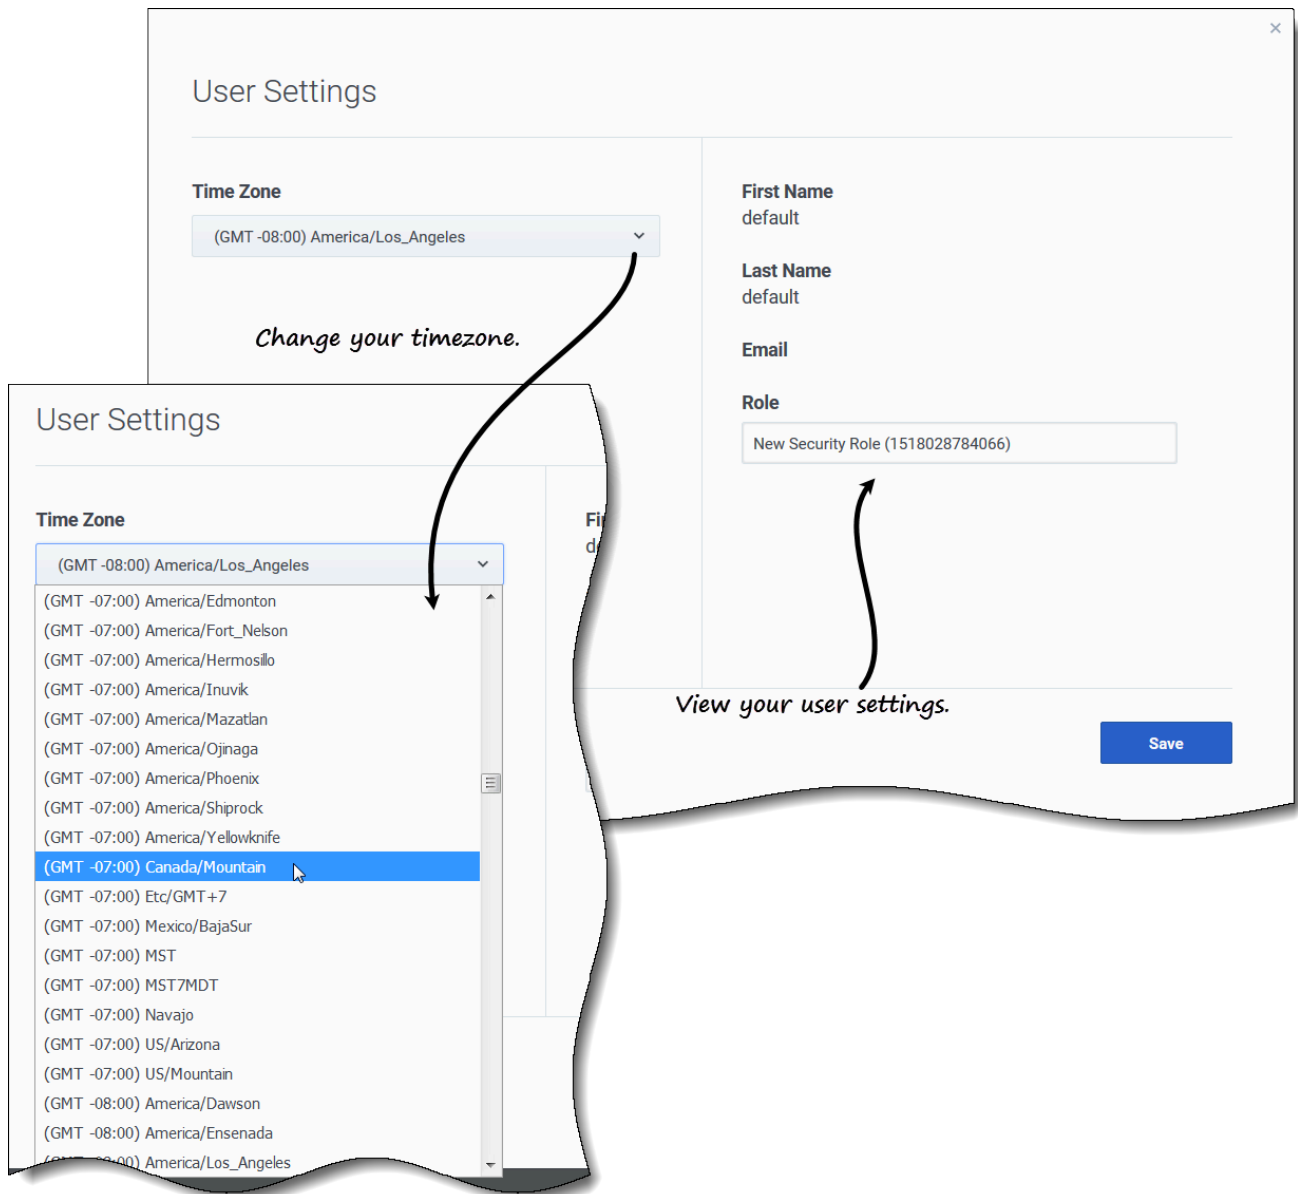 User Settings
Time Zone
(GMT -08:00) America/Los_Angeles
Change your timezone.
First Name
default
Last Name
default
Email
Role
New Security Role (1518028784066)
View your user settings.
Save
User Settings
Time Zone
(GMT -08:00) America/Los_Angeles
(GMT -07:00) America/Edmonton
(GMT -07:00) America/Fort_Nelson
(GMT -07:00) America/Hermosillo
(GMT -07:00) America/Inuvik
(GMT -07:00) America/Mazatlan
(GMT -07:00) America/Ojinaga
(GMT -07:00) America/Phoenix
(GMT -07:00) America/Shiprock
(GMT -07:00) America/Yellowknife
(GMT -07:00) Canada/Mountain
(GMT -07:00) Etc/GMT+7
(GMT -07:00) Mexico/BajaSur
(GMT -07:00) MST
(GMT -07:00) MST7MDT
(GMT -07:00) Navajo
(GMT -07:00) US/Arizona
(GMT -07:00) US/Mountain
(GMT -08:00) America/Dawson
(GMT -08:00) America/Ensenada
(GMT -08:00) America/Los_Angeles